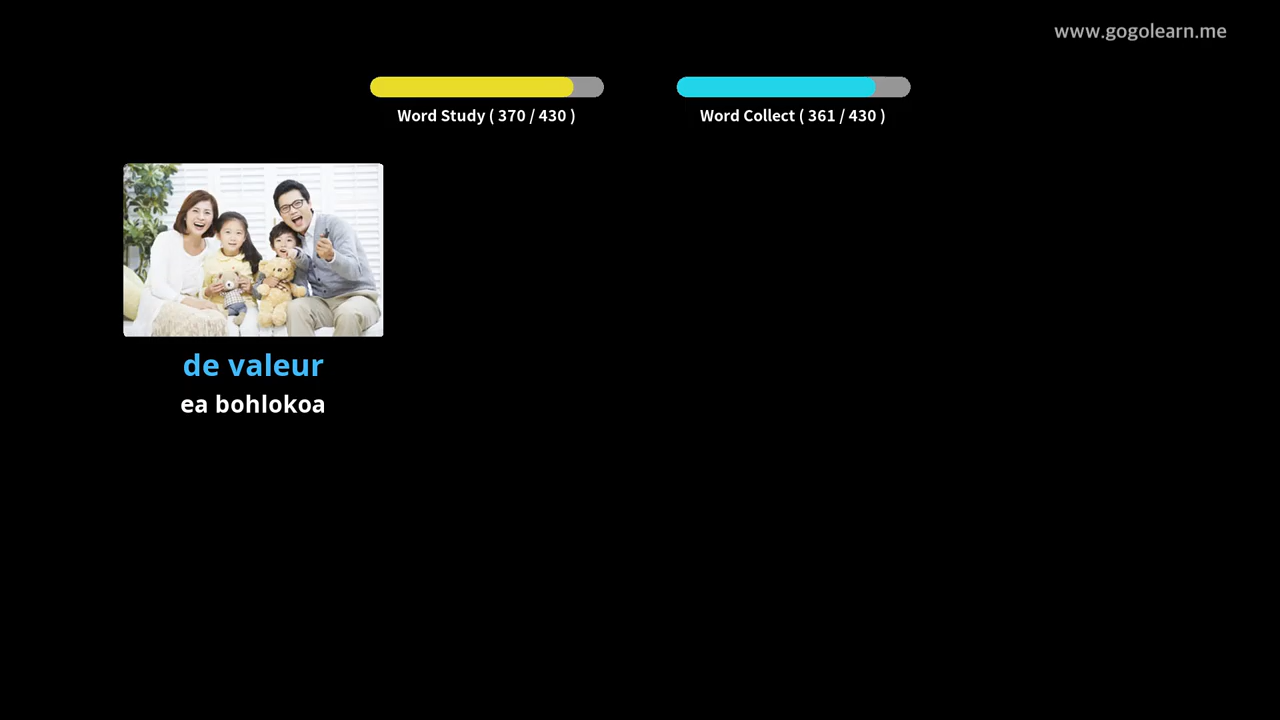 www.gogolearn.me
Word Study ( 370 / 430 )
Word Collect ( 361 / 430 )
de valeur
ea bohlokoa